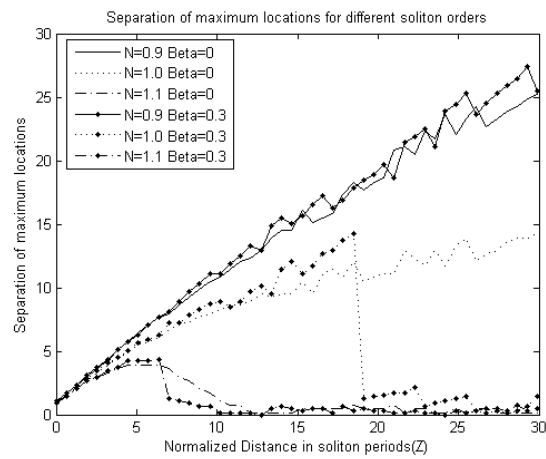 Separation of maximum locations for different soliton orders
30
25
20
15
10
5
0
Separation of maximum locations
N=0.9 Beta=0
N=1.0 Beta=0
N=1.1 Beta=0
N=0.9 Beta=0.3
N=1.0 Beta=0.3
N=1.1 Beta=0.3
0 5 10 15 20 25 30
Normalized Distance in soliton periods(Z)